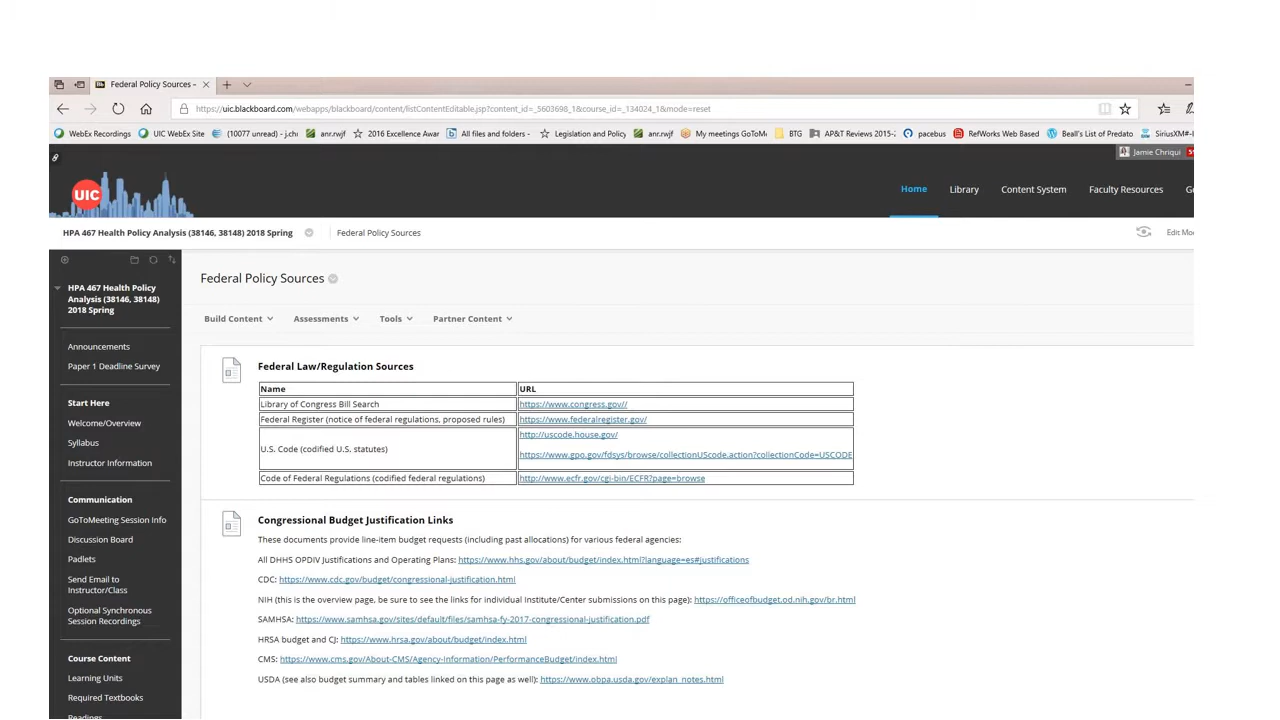 Federal Policy Sources -
https://uic.blackboard.com/webapps/blackboard/content/listContentEditable.jsp?content_id=_5603698_1&course_id=_134024_1&mode=reset
WebEx Recordings UIC WebEx Site (10077 unread) - j.chri anr.rwjf 2016 Excellence Awar All files and folders - Legislation and Policy anr.rwjf My meetings GoToMe BTG AP&T Reviews 2015-2 pacebus RefWorks Web Based Beall's List of Predato SiriusXM#-I
Jamie Chriqui
UIC
Home Library Content System Faculty Resources
HPA 467 Health Policy Analysis (38146, 38148) 2018 Spring Federal Policy Sources Edit Mo
HPA 467 Health Policy
Analysis (38146, 38148)
2018 Spring
Announcements
Paper 1 Deadline Survey
Start Here
Welcome/Overview
Syllabus
Instructor Information
Communication
GoToMeeting Session Info
Discussion Board
Padlets
Send Email to
Instructor/Class
Optional Synchronous
Session Recordings
Course Content
Learning Units
Required Textbooks
Readings
Federal Policy Sources
Build Content Assessments Tools Partner Content
Federal Law/Regulation Sources
Name URL
Library of Congress Bill Search https://www.congress.gov//
Federal Register (notice of federal regulations, proposed rules) https://www.federalregister.gov/
U.S. Code (codified U.S. statutes) http://uscode.house.gov/
https://www.gpo.gov/fdsys/browse/collectionUScode.action?collectionCode=USCODE
Code of Federal Regulations (codified federal regulations) http://www.ecfr.gov/cgi-bin/ECFR?page=browse
Congressional Budget Justification Links
These documents provide line-item budget requests (including past allocations) for various federal agencies:
All DHHS OPDIV Justifications and Operating Plans: https://www.hhs.gov/about/budget/index.html?language=es#justifications
CDC: https://www.cdc.gov/budget/congressional-justification.html
NIH (this is the overview page, be sure to see the links for individual Institute/Center submissions on this page): https://officeofbudget.od.nih.gov/br.html
SAMHSA: https://www.samhsa.gov/sites/default/files/samhsa-fy-2017-congressional-justification.pdf
HRSA budget and CJ: https://www.hrsa.gov/about/budget/index.html
CMS: https://www.cms.gov/About-CMS/Agency-Information/PerformanceBudget/index.html
USDA (see also budget summary and tables linked on this page as well): https://www.obpa.usda.gov/explan_notes.html